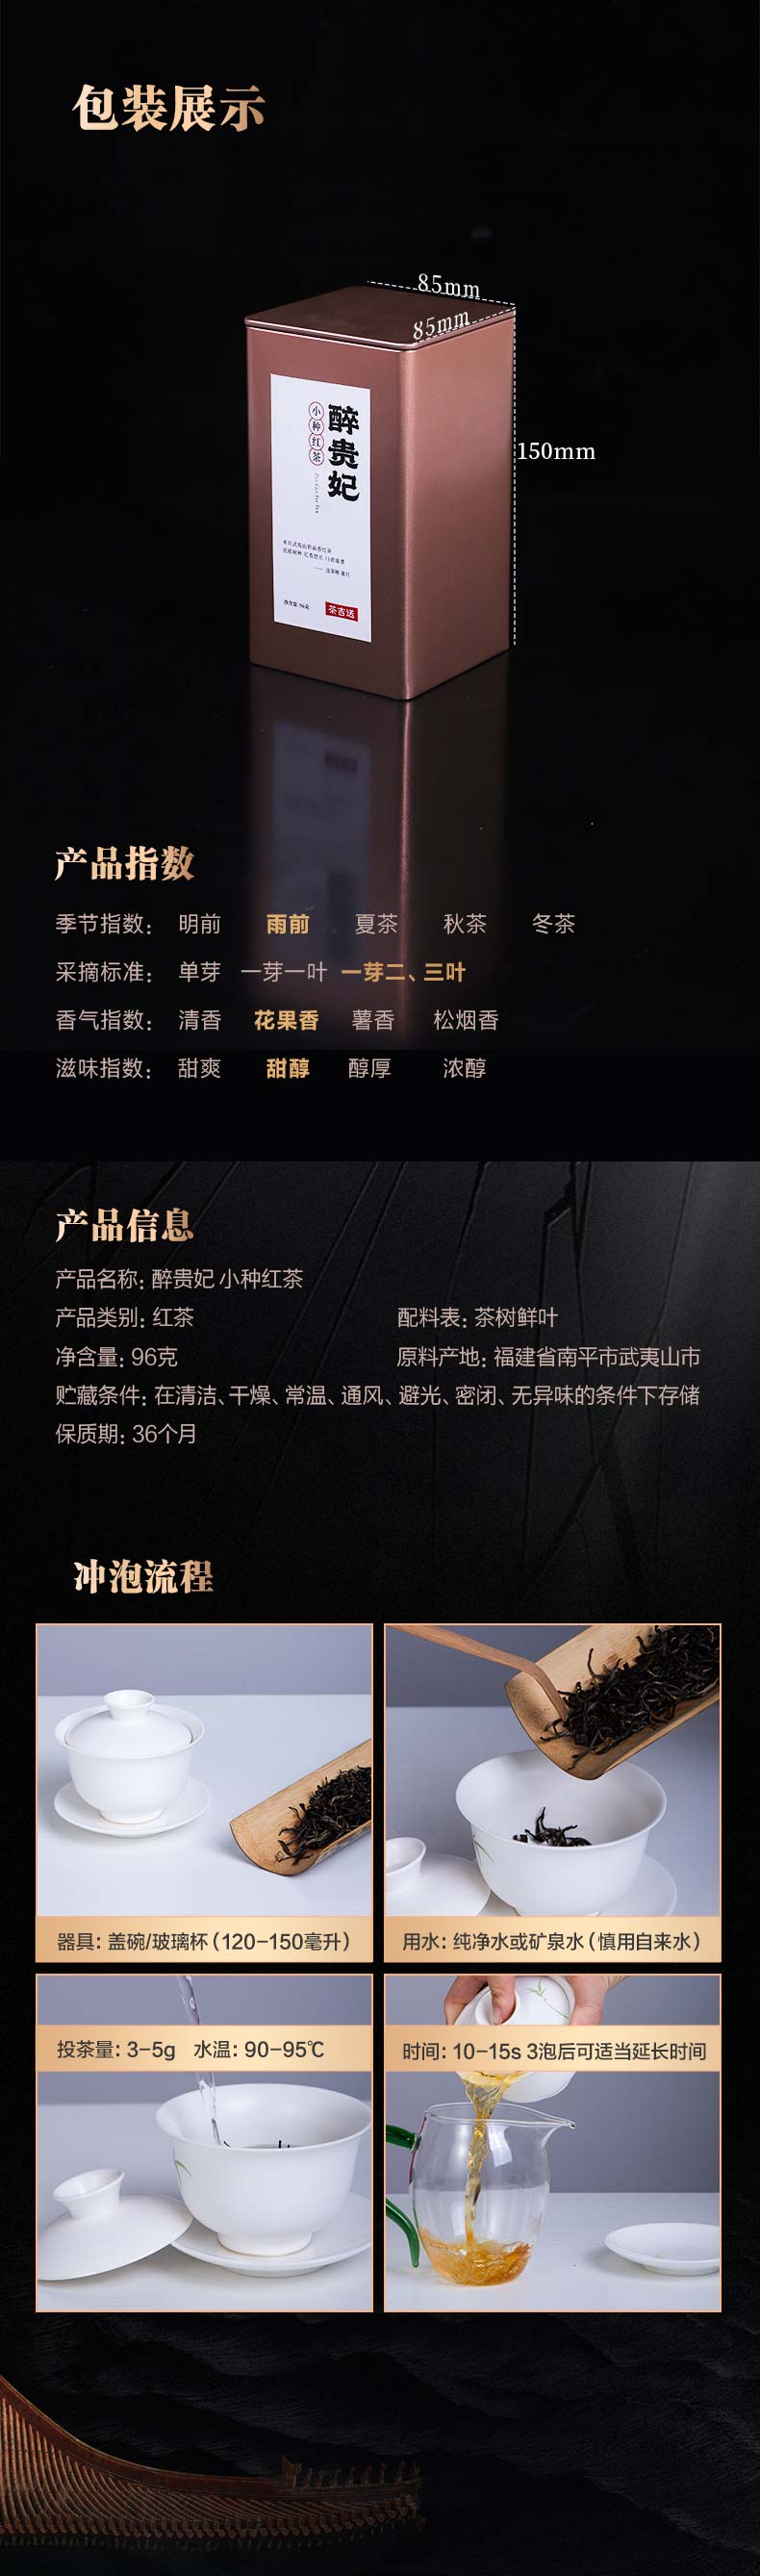 包装展示
85mm
85mm
150mm
醉贵妃
小种红茶
净含量:96克
茶吉送
产品指数
季节指数： 明前 雨前 夏茶 秋茶 冬茶
采摘标准： 单芽 一芽一叶 一芽二、三叶
香气指数： 清香 花果香 薯香 松烟香
滋味指数： 甜爽 甜醇 醇厚 浓醇
产品信息
产品名称：醉贵妃 小种红茶
产品类别：红茶 配料表：茶树鲜叶
净含量：96克 原料产地：福建省南平市武夷山市
贮藏条件：在清洁、干燥、常温、通风、避光、密闭、无异味的条件下存储
保质期：36个月
冲泡流程
器具：盖碗/玻璃杯（120-150毫升）
用水：纯净水或矿泉水（慎用自来水）
投茶量：3-5g 水温：90-95℃
时间：10-15s 3泡后可适当延长时间